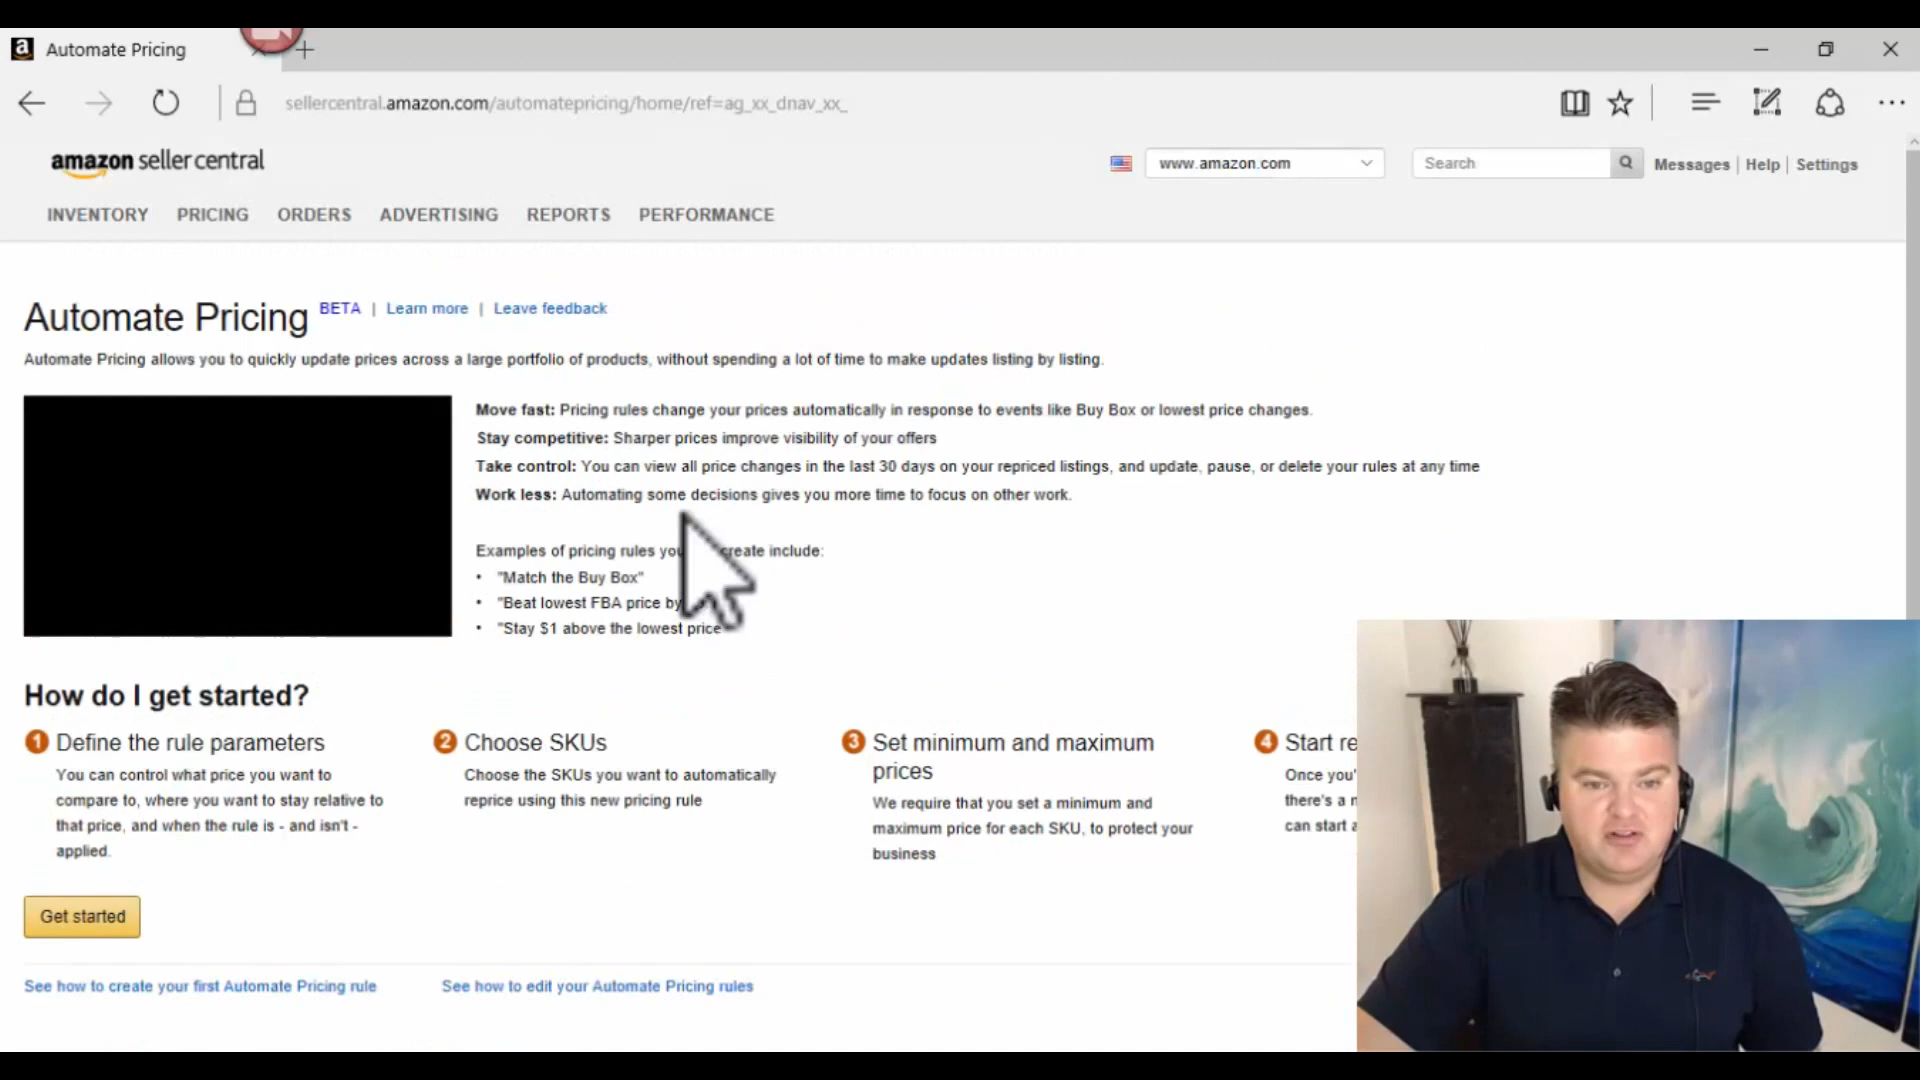 Automate Pricing
sellercentral.amazon.com/automatepricing/home/ref=ag_xx_dnav_xx_
amazon seller central
www.amazon.com
Search
Messages | Help | Settings
INVENTORY PRICING ORDERS ADVERTISING REPORTS PERFORMANCE
Automate Pricing BETA | Learn more | Leave feedback
Automate Pricing allows you to quickly update prices across a large portfolio of products, without spending a lot of time to make updates listing by listing.
Move fast: Pricing rules change your prices automatically in response to events like Buy Box or lowest price changes.
Stay competitive: Sharper prices improve visibility of your offers
Take control: You can view all price changes in the last 30 days on your repriced listings, and update, pause, or delete your rules at any time
Work less: Automating some decisions gives you more time to focus on other work.
Examples of pricing rules you create include:
• "Match the Buy Box"
• "Beat lowest FBA price by
• "Stay $1 above the lowest price"
How do I get started?
1 Define the rule parameters
You can control what price you want to
compare to, where you want to stay relative to
that price, and when the rule is - and isn't -
applied.
2 Choose SKUs
Choose the SKUs you want to automatically
reprice using this new pricing rule
3 Set minimum and maximum
prices
We require that you set a minimum and
maximum price for each SKU, to protect your
business
4 Start
Once
there's a
can start
Get started
See how to create your first Automate Pricing rule
See how to edit your Automate Pricing rules